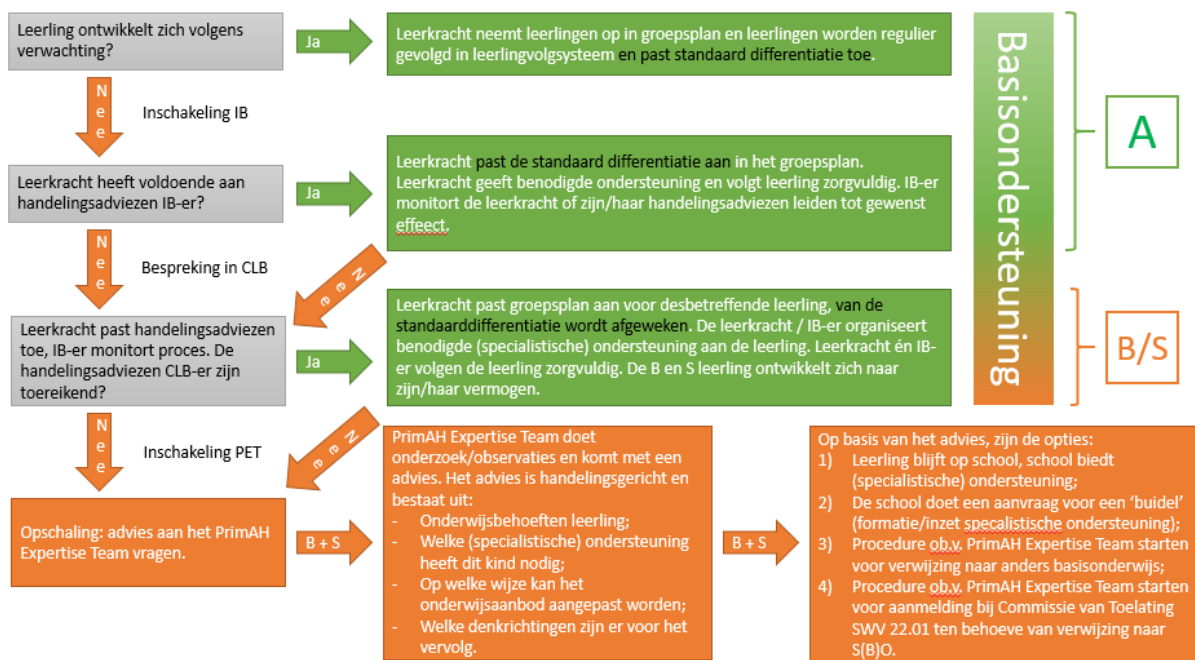 Leerling ontwikkelt zich volgens
verwachting?
Ja
Leerkracht neemt leerlingen op in groepsplan en leerlingen worden regulier
gevolgd in leerlingvolgsysteem en past standaard differentiatie toe.
Nee
Inschakeling IB
Leerkracht heeft voldoende aan
handelingsadviezen IB-er?
Ja
Leerkracht past de standaard differentiatie aan in het groepsplan.
Leerkracht geeft benodigde ondersteuning en volgt leerling zorgvuldig. IB-er
monitort de leerkracht of zijn/haar handelingsadviezen leiden tot gewenst
effeect.
Nee
Bespreking in CLB
Nee
Leerkracht past handelingsadviezen
toe, IB-er monitort proces. De
handelingsadviezen CLB-er zijn
toereikend?
Ja
Leerkracht past groepsplan aan voor desbetreffende leerling, van de
standaarddifferentiatie wordt afgeweken. De leerkracht / IB-er organiseert
benodigde (specialistische) ondersteuning aan de leerling. Leerkracht én IB-
er volgen de leerling zorgvuldig. De B en S leerling ontwikkelt zich naar
zijn/haar vermogen.
Basisondersteuning
A
B/S
Nee
Inschakeling PET
Nee
Opschaling: advies aan het PrimAH
Expertise Team vragen.
B + S
PrimAH Expertise Team doet
onderzoek/observaties en komt met een
advies. Het advies is handelingsgericht en
bestaat uit:
- Onderwijsbehoeften leerling;
- Welke (specialistische) ondersteuning
heeft dit kind nodig;
- Op welke wijze kan het
onderwijsaanbod aangepast worden;
- Welke denkrichtingen zijn er voor het
vervolg.
B + S
Op basis van het advies, zijn de opties:
1) Leerling blijft op school, school biedt
(specialistische) ondersteuning;
2) De school doet een aanvraag voor een ‘buidel’
(formatie/inzet specalistische ondersteuning);
3) Procedure ob.v. PrimAH Expertise Team starten
voor verwijzing naar anders basisonderwijs;
4) Procedure ob.v. PrimAH Expertise Team starten
voor aanmelding bij Commissie van Toelating
SWV 22.01 ten behoeve van verwijzing naar
S(B)O.